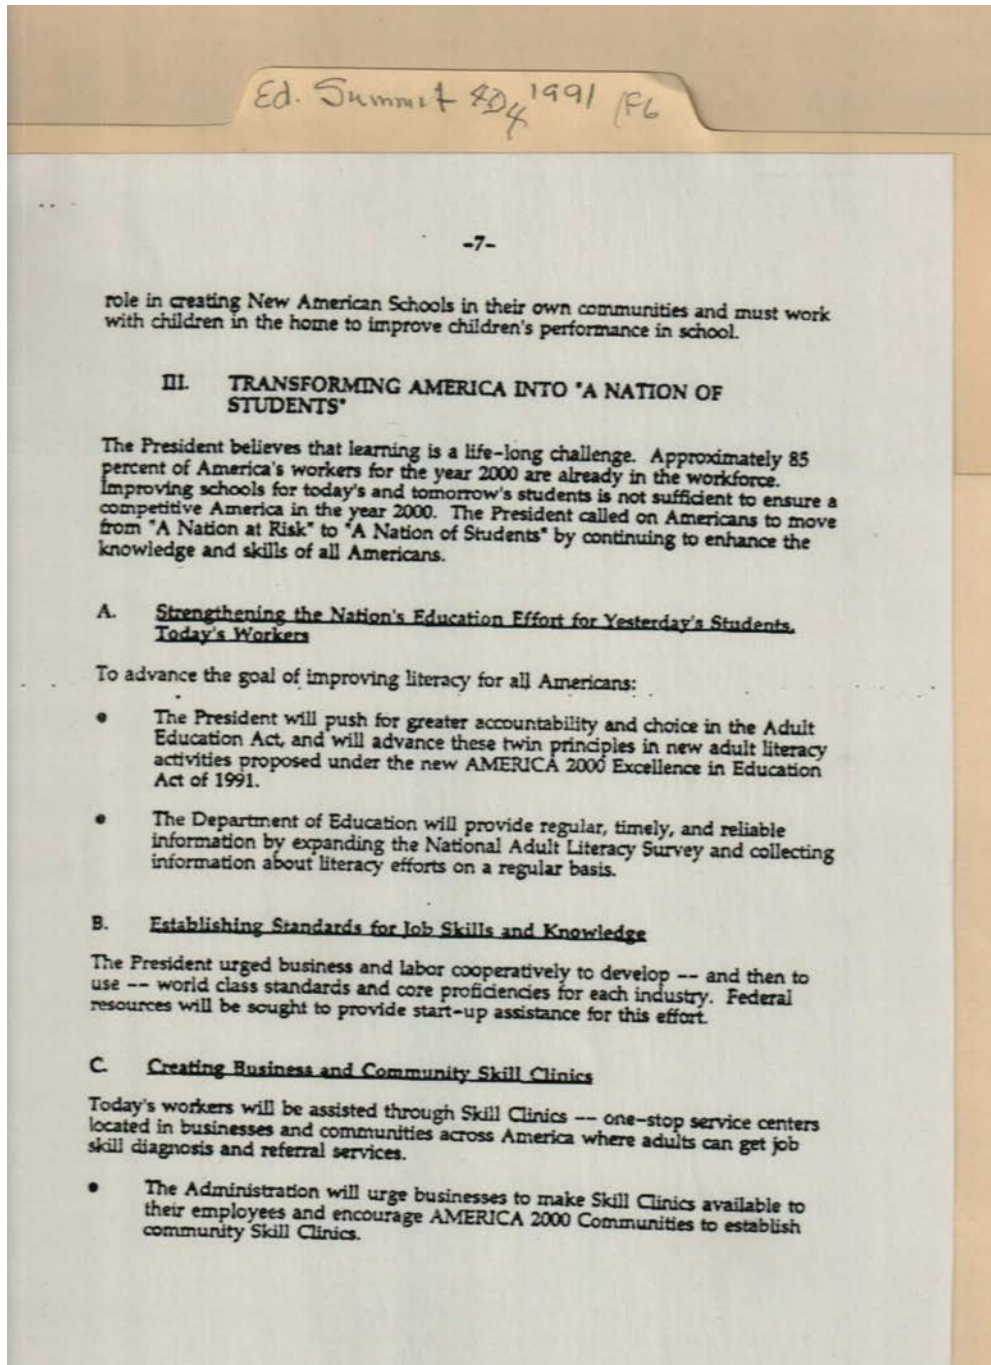 Ed. Summit 4D4 1991 (F6
-7-
role in creating New American Schools in their own communities and must work
with children in the home to improve children's performance in school.
III. TRANSFORMING AMERICA INTO "A NATION OF
STUDENTS"
The President believes that learning is a life-long challenge. Approximately 85
percent of America's workers for the year 2000 are already in the workforce.
Improving schools for today's and tomorrow's students is not sufficient to ensure a
competitive America in the year 2000. The President called on Americans to move
from "A Nation at Risk" to "A Nation of Students" by continuing to enhance the
knowledge and skills of all Americans.
A. Strengthening the Nation's Education Effort for Yesterday's Students,
Today's Workers
To advance the goal of improving literacy for all Americans:
• The President will push for greater accountability and choice in the Adult
Education Act, and will advance these twin principles in new adult literacy
activities proposed under the new AMERICA 2000 Excellence in Education
Act of 1991.
• The Department of Education will provide regular, timely, and reliable
information by expanding the National Adult Literacy Survey and collecting
information about literacy efforts on a regular basis.
B. Establishing Standards for Job Skills and Knowledge
The President urged business and labor cooperatively to develop -- and then to
use -- world class standards and core proficiencies for each industry. Federal
resources will be sought to provide start-up assistance for this effort.
C. Creating Business and Community Skill Clinics
Today's workers will be assisted through Skill Clinics -- one-stop service centers
located in businesses and communities across America where adults can get job
skill diagnosis and referral services.
• The Administration will urge businesses to make Skill Clinics available to
their employees and encourage AMERICA 2000 Communities to establish
community Skill Clinics.